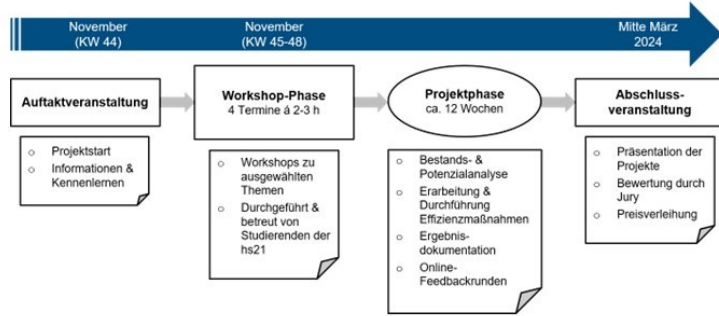 November
(KW 44)
November
(KW 45-48)
Mitte März
2024
Auftaktveranstaltung
Workshop-Phase
4 Termine á 2-3 h
Projektphase
ca. 12 Wochen
Abschluss-
veranstaltung
o Projektstart
o Informationen &
Kennenlernen
o Workshops zu
ausgewählten
Themen
o Durchgeführt &
betreut von
Studierenden der
hs21
o Bestands- &
Potenzialanalyse
o Erarbeitung &
Durchführung
Effizienzmaßnahmen
o Ergebnis-
dokumentation
o Online-
Feedbackrunden
o Präsentation der
Projekte
o Bewertung durch
Jury
o Preisverleihung